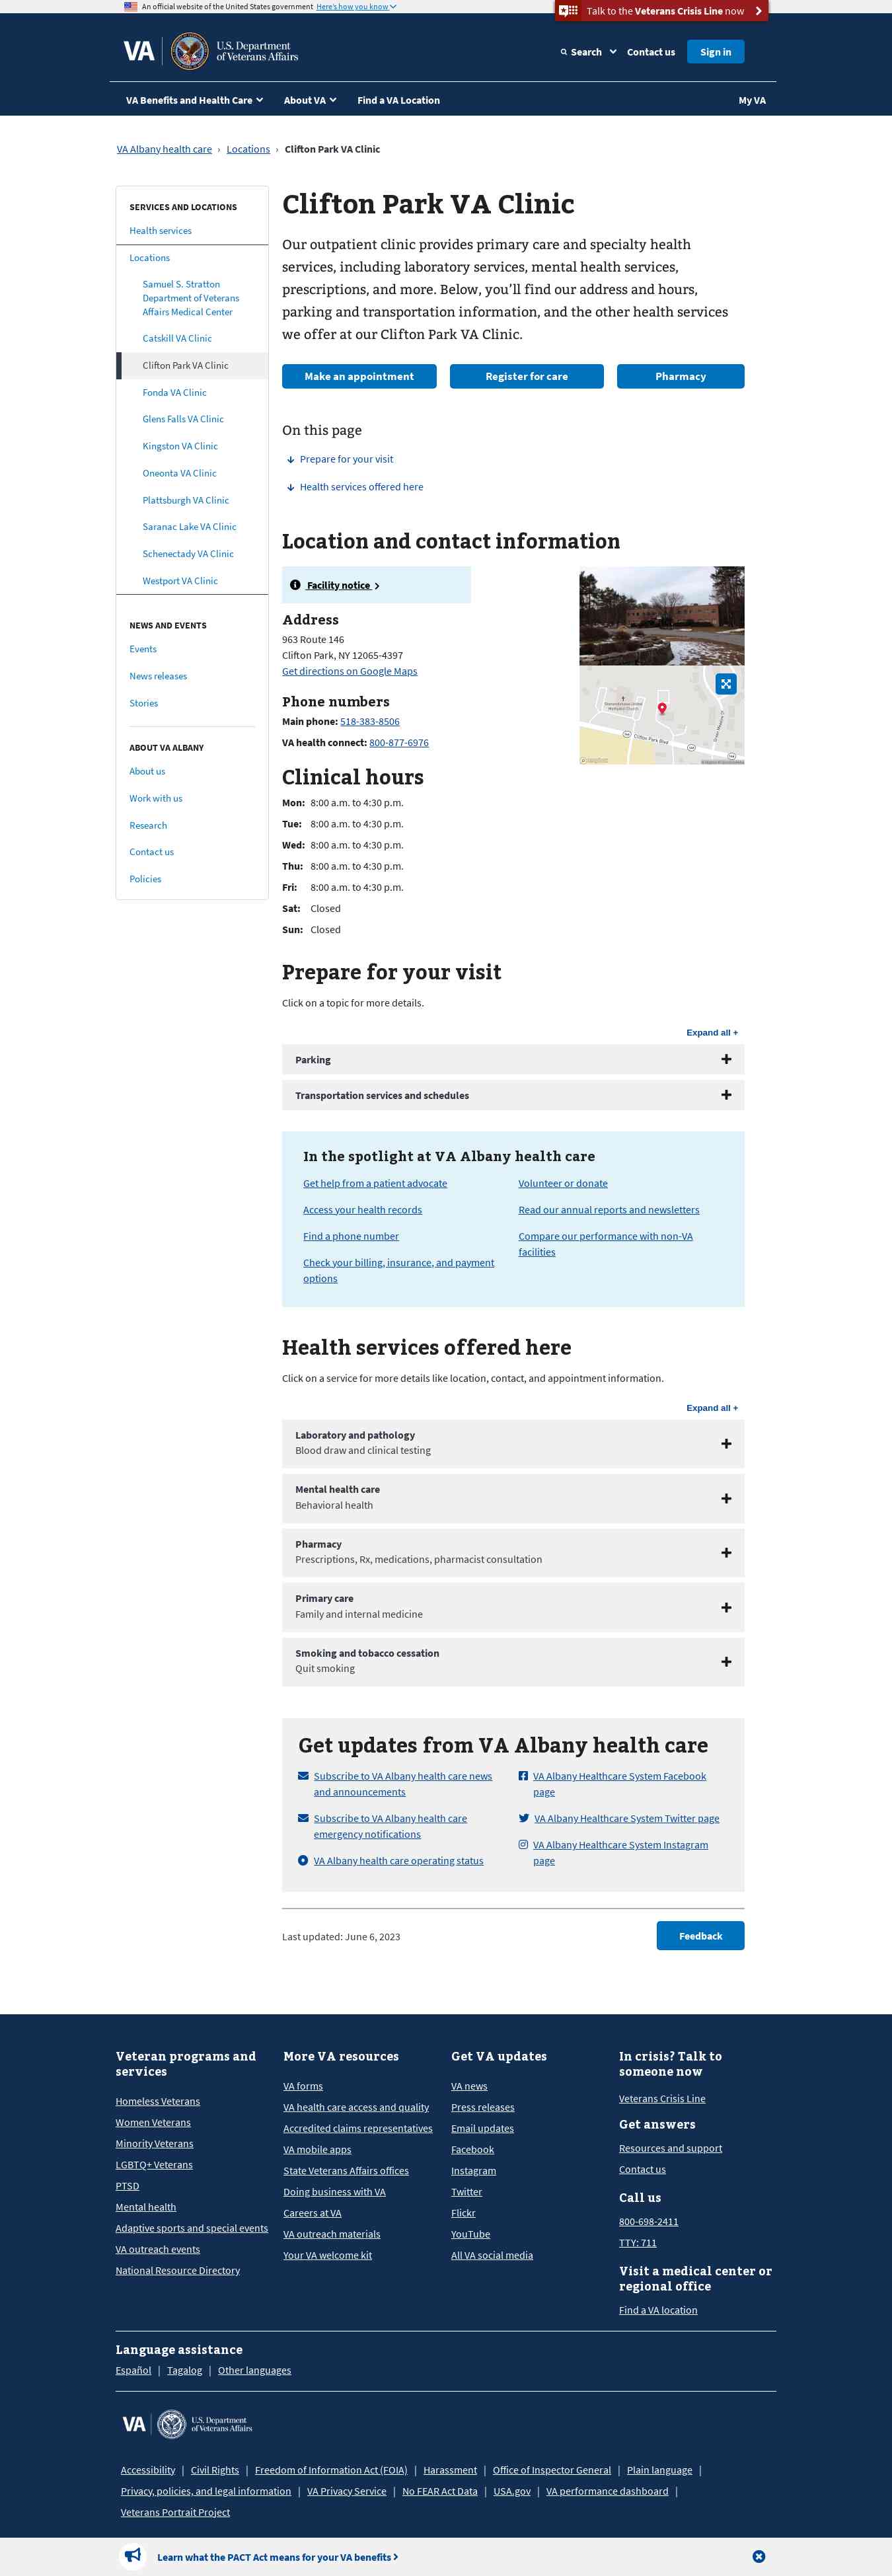 An official website of the United States government Here's how you know
Talk to the Veterans Crisis Line now
VA
U.S. Department
of Veterans Affairs
Search
Contact us
Sign in
VA Benefits and Health Care
About VA
Find a VA Location
My VA
VA Albany health care › Locations › Clifton Park VA Clinic
SERVICES AND LOCATIONS
Health services
Locations
Samuel S. Stratton
Department of Veterans
Affairs Medical Center
Catskill VA Clinic
Clifton Park VA Clinic
Fonda VA Clinic
Glens Falls VA Clinic
Kingston VA Clinic
Oneonta VA Clinic
Plattsburgh VA Clinic
Saranac Lake VA Clinic
Schenectady VA Clinic
Westport VA Clinic
NEWS AND EVENTS
Events
News releases
Stories
ABOUT VA ALBANY
About us
Work with us
Research
Contact us
Policies
Clifton Park VA Clinic
Our outpatient clinic provides primary care and specialty health
services, including laboratory services, mental health services,
prescriptions, and more. Below, you'll find our address and hours,
parking and transportation information, and the other health services
we offer at our Clifton Park VA Clinic.
Make an appointment
Register for care
Pharmacy
On this page
Prepare for your visit
Health services offered here
Location and contact information
Facility notice
Address
963 Route 146
Clifton Park, NY 12065-4397
Get directions on Google Maps
Phone numbers
Main phone: 518-383-8506
VA health connect: 800-877-6976
Clifton Park Blvd
Clinical hours
Mon: 8:00 a.m. to 4:30 p.m.
Tue: 8:00 a.m. to 4:30 p.m.
Wed: 8:00 a.m. to 4:30 p.m.
Thu: 8:00 a.m. to 4:30 p.m.
Fri: 8:00 a.m. to 4:30 p.m.
Sat: Closed
Sun: Closed
Prepare for your visit
Click on a topic for more details.
Expand all +
Parking
Transportation services and schedules
In the spotlight at VA Albany health care
Get help from a patient advocate
Access your health records
Find a phone number
Check your billing, insurance, and payment
options
Volunteer or donate
Read our annual reports and newsletters
Compare our performance with non-VA
facilities
Health services offered here
Click on a service for more details like location, contact, and appointment information.
Expand all +
Laboratory and pathology
Blood draw and clinical testing
Mental health care
Behavioral health
Pharmacy
Prescriptions, Rx, medications, pharmacist consultation
Primary care
Family and internal medicine
Smoking and tobacco cessation
Quit smoking
Get updates from VA Albany health care
Subscribe to VA Albany health care news
and announcements
Subscribe to VA Albany health care
emergency notifications
VA Albany health care operating status
VA Albany Healthcare System Facebook
page
VA Albany Healthcare System Twitter page
VA Albany Healthcare System Instagram
page
Last updated: June 6, 2023
Feedback
Veteran programs and
services
Homeless Veterans
Women Veterans
Minority Veterans
LGBTQ+ Veterans
PTSD
Mental health
Adaptive sports and special events
VA outreach events
National Resource Directory
More VA resources
VA forms
VA health care access and quality
Accredited claims representatives
VA mobile apps
State Veterans Affairs offices
Doing business with VA
Careers at VA
VA outreach materials
Your VA welcome kit
Get VA updates
VA news
Press releases
Email updates
Facebook
Instagram
Twitter
Flickr
YouTube
All VA social media
In crisis? Talk to
someone now
Veterans Crisis Line
Get answers
Resources and support
Contact us
Call us
800-698-2411
TTY: 711
Visit a medical center or
regional office
Find a VA location
Language assistance
Español | Tagalog | Other languages
VA
U.S. Department
of Veterans Affairs
Accessibility | Civil Rights | Freedom of Information Act (FOIA) | Harassment | Office of Inspector General | Plain language |
Privacy, policies, and legal information | VA Privacy Service | No FEAR Act Data | USA.gov | VA performance dashboard |
Veterans Portrait Project
Learn what the PACT Act means for your VA benefits